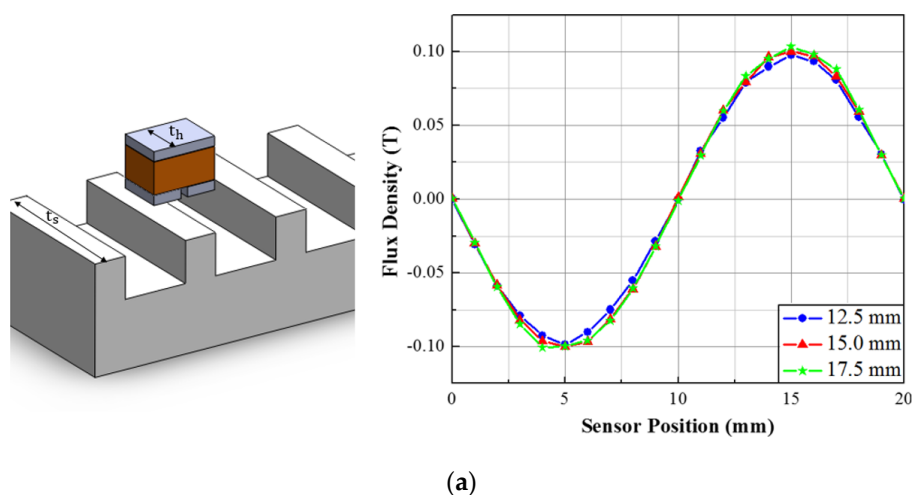 t_h
t_s
Flux Density (T)
0.10
0.05
0.00
-0.05
-0.10
12.5 mm
15.0 mm
17.5 mm
0 5 10 15 20
Sensor Position (mm)
(a)